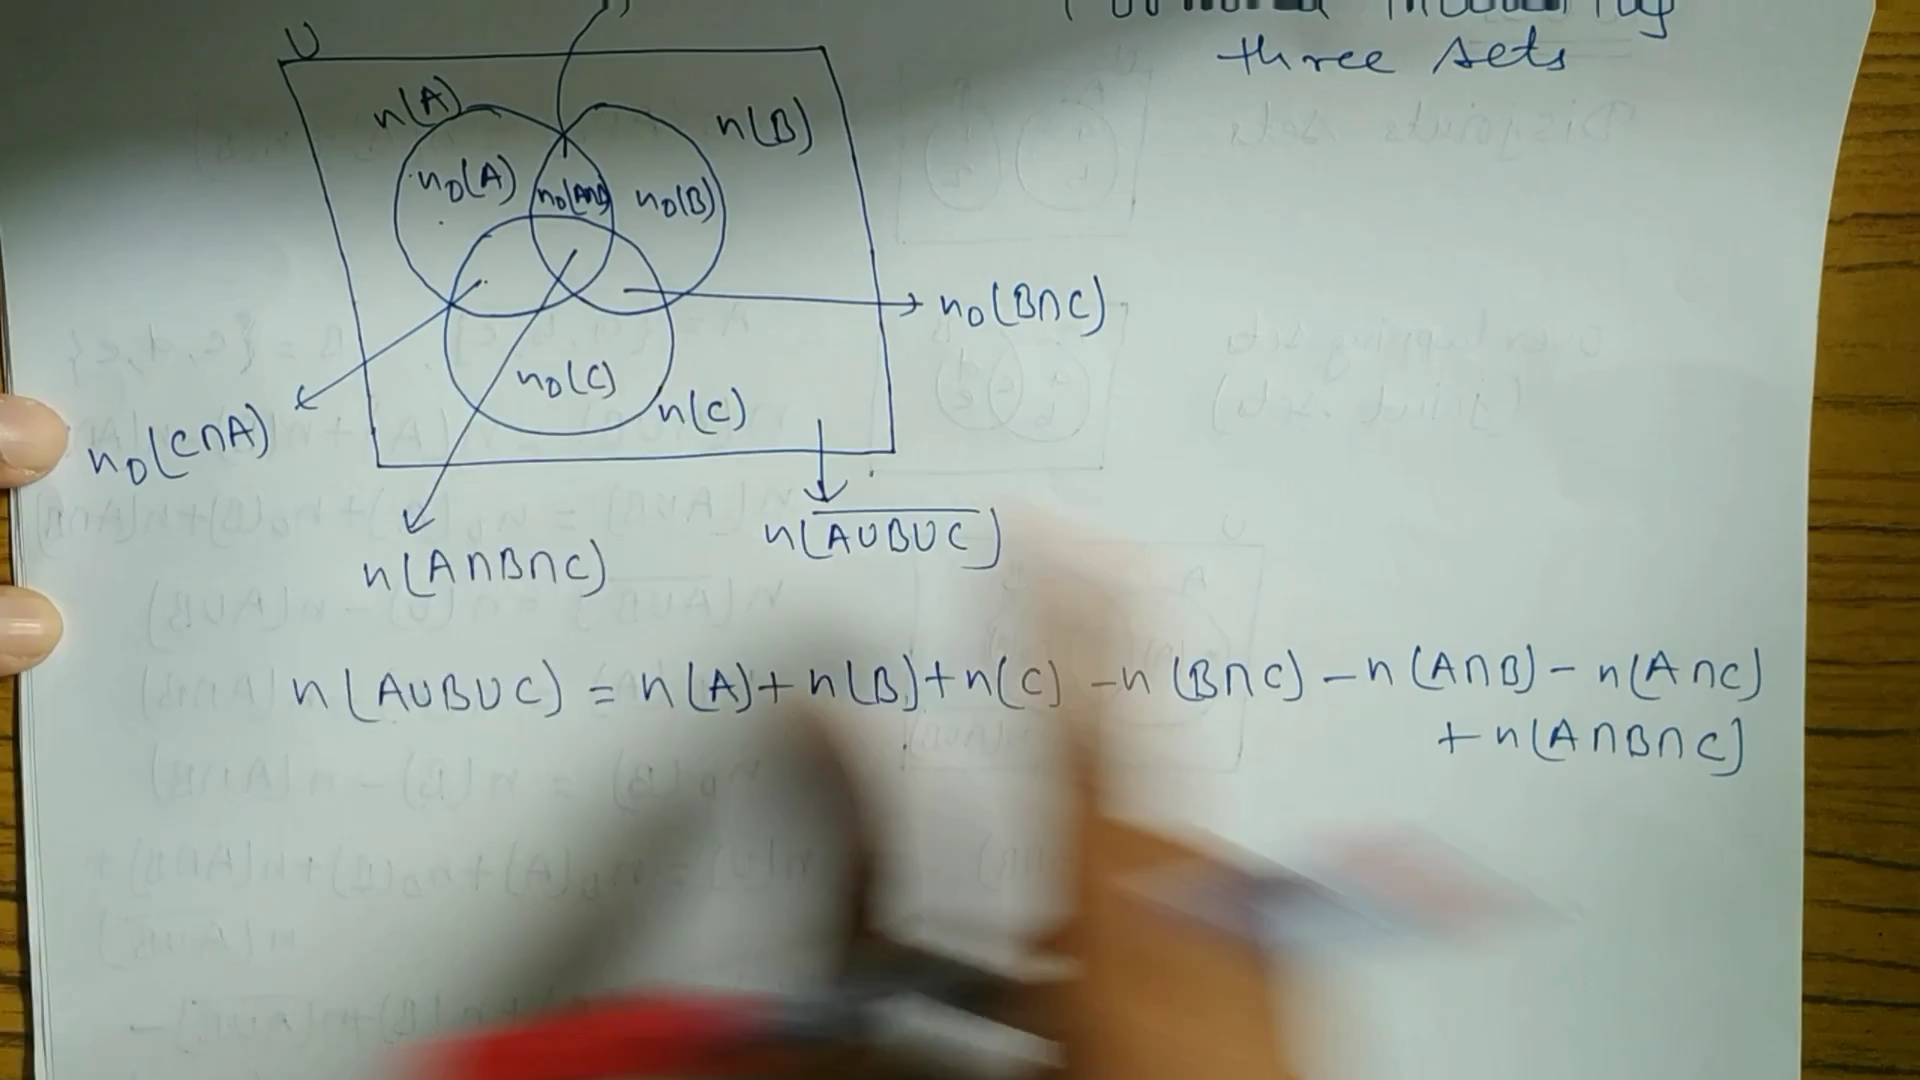 three sets
U
n(A)
n(B)
n₀(A)
n₀(A∩B)
n₀(B)
n₀(B∩C)
n₀(C)
n(C)
n₀(C∩A)
n(A∩B∩C)
n(A̅∪̅B̅∪̅C̅)
n(A∪B∪C) = n(A)+n(B)+n(C) -n(B∩C) -n(A∩B) - n(A∩C)
+n(A∩B∩C)